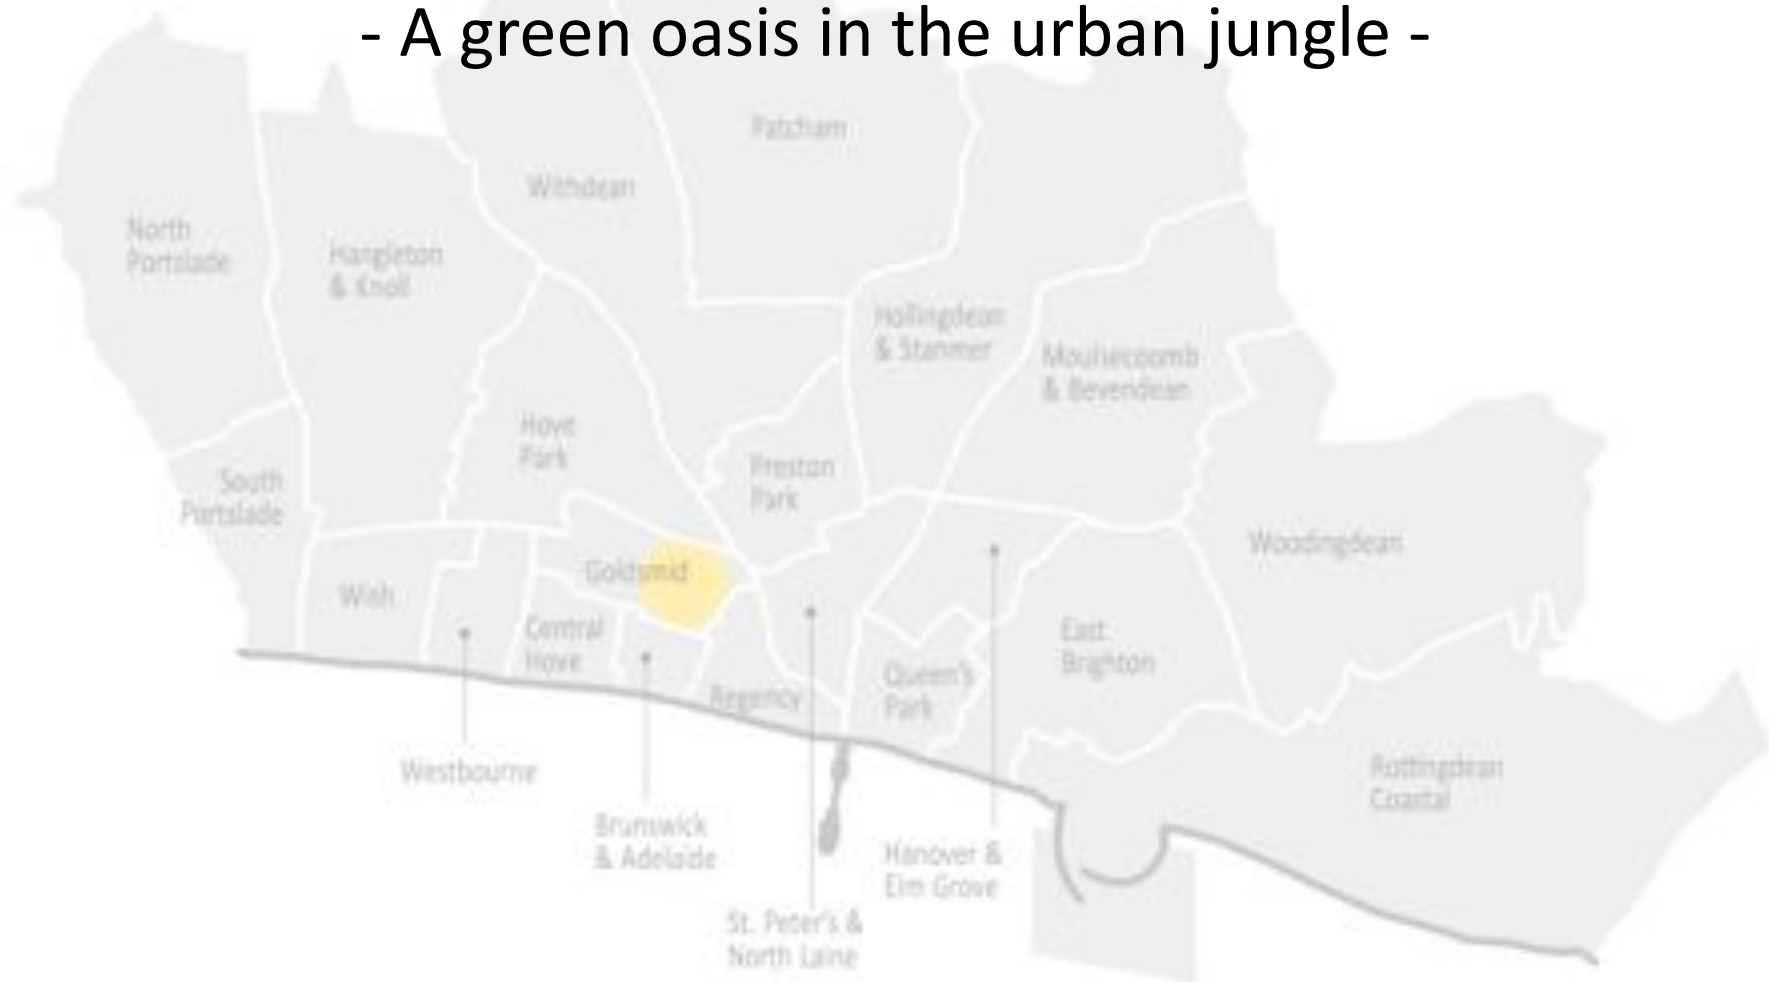 - A green oasis in the urban jungle -
Patcham
Withdean
North
Portslade
Hangleton
& Knoll
Hollingdean
& Stanmer
Moulsecoomb
& Bevendean
Hove
Park
Preston
Park
South
Portslade
Woodingdean
Goldsmid
Wish
Central
Hove
East
Brighton
Queen's
Park
Regency
Westbourne
Rottingdean
Coastal
Brunswick
& Adelaide
Hanover &
Elm Grove
St. Peter's &
North Laine